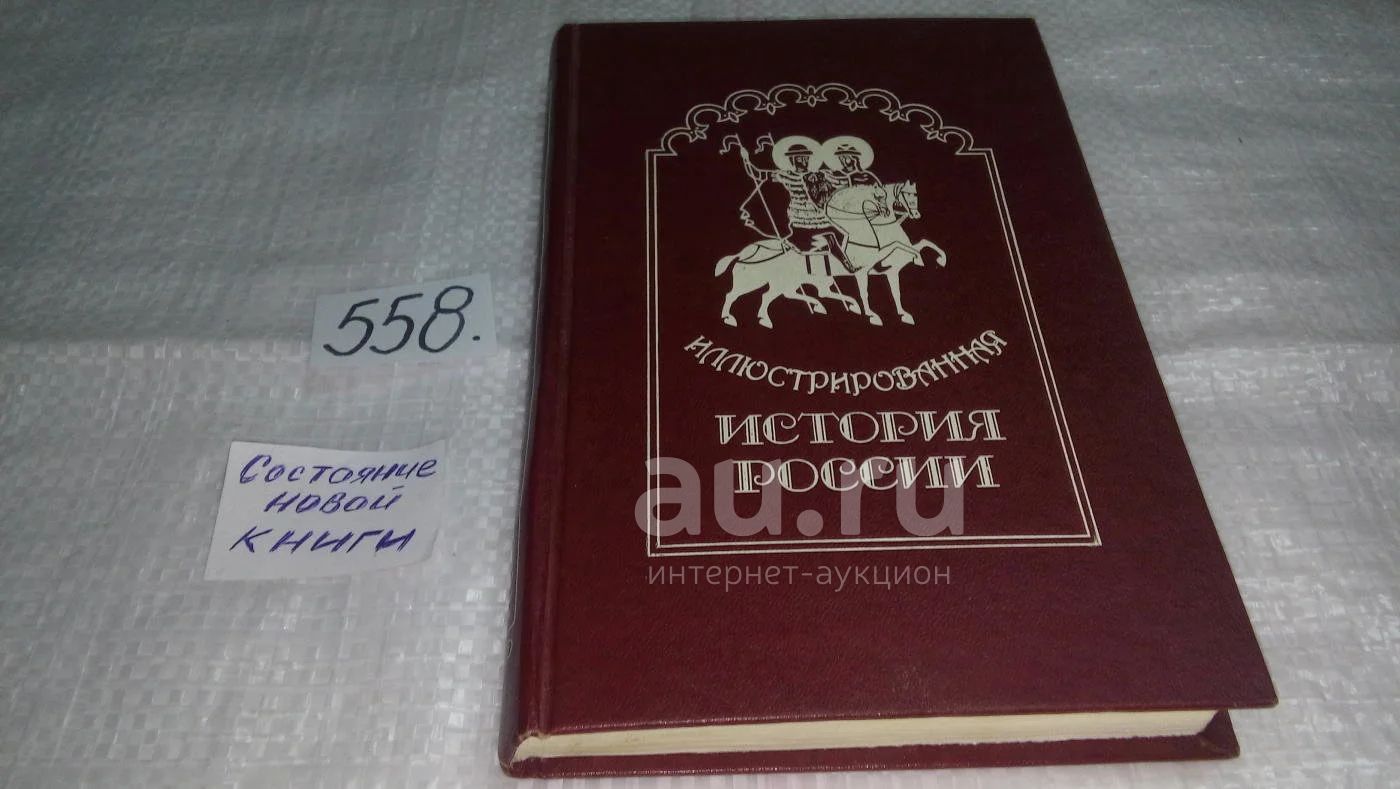 558.
Состояние
новой
книги
ИЛЛЮСТРИРОВАННАЯ
ИСТОРИЯ
РОССИИ
au.ru
интернет-аукцион